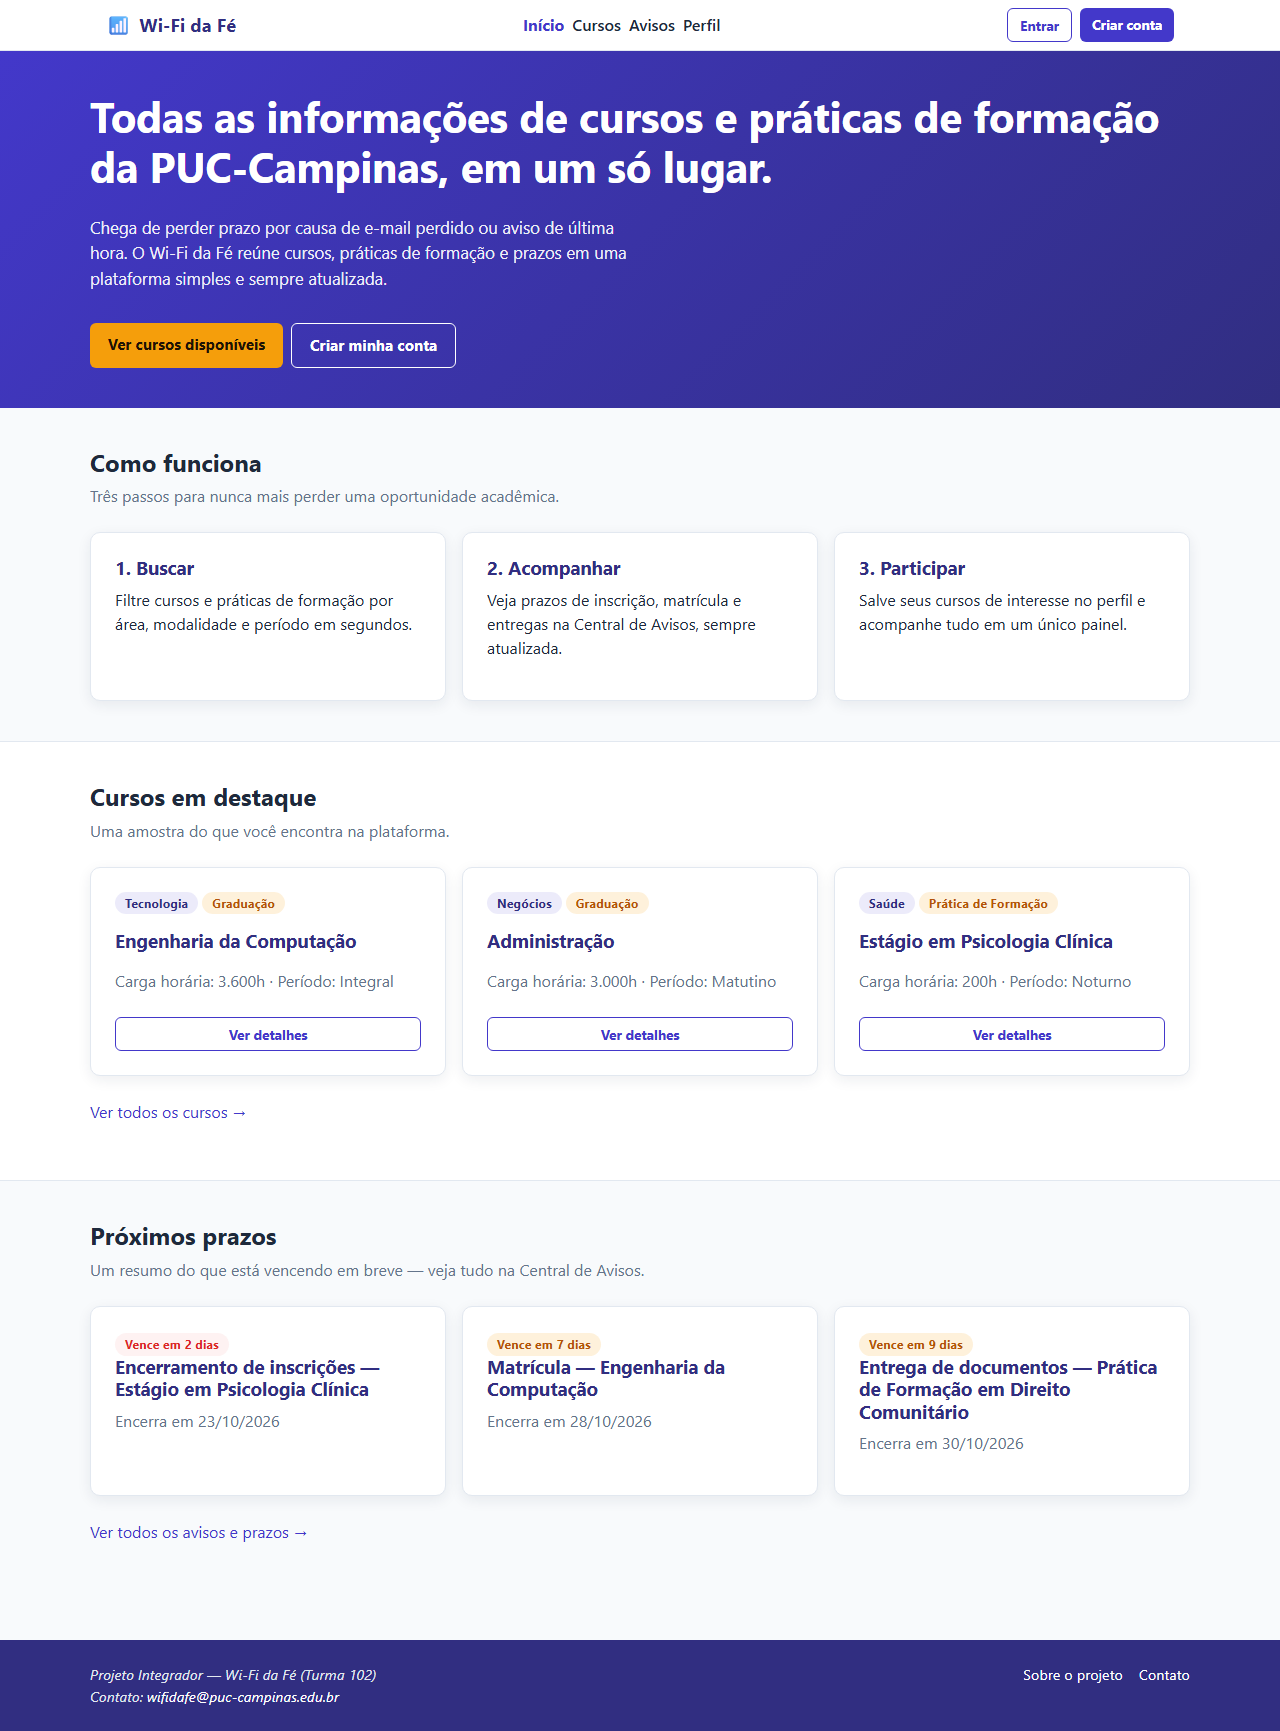 Wi-Fi da Fé
Início Cursos Avisos Perfil
Entrar
Criar conta
Todas as informações de cursos e práticas de formação
da PUC-Campinas, em um só lugar.
Chega de perder prazo por causa de e-mail perdido ou aviso de última
hora. O Wi-Fi da Fé reúne cursos, práticas de formação e prazos em uma
plataforma simples e sempre atualizada.
Ver cursos disponíveis
Criar minha conta
Como funciona
Três passos para nunca mais perder uma oportunidade acadêmica.
1. Buscar
Filtre cursos e práticas de formação por
área, modalidade e período em segundos.
2. Acompanhar
Veja prazos de inscrição, matrícula e
entregas na Central de Avisos, sempre
atualizada.
3. Participar
Salve seus cursos de interesse no perfil e
acompanhe tudo em um único painel.
Cursos em destaque
Uma amostra do que você encontra na plataforma.
Tecnologia Graduação
Engenharia da Computação
Carga horária: 3.600h · Período: Integral
Ver detalhes
Negócios Graduação
Administração
Carga horária: 3.000h · Período: Matutino
Ver detalhes
Saúde Prática de Formação
Estágio em Psicologia Clínica
Carga horária: 200h · Período: Noturno
Ver detalhes
Ver todos os cursos →
Próximos prazos
Um resumo do que está vencendo em breve — veja tudo na Central de Avisos.
Vence em 2 dias
Encerramento de inscrições —
Estágio em Psicologia Clínica
Encerra em 23/10/2026
Vence em 7 dias
Matrícula — Engenharia da
Computação
Encerra em 28/10/2026
Vence em 9 dias
Entrega de documentos — Prática
de Formação em Direito
Comunitário
Encerra em 30/10/2026
Ver todos os avisos e prazos →
Projeto Integrador — Wi-Fi da Fé (Turma 102)
Contato: wifidafe@puc-campinas.edu.br
Sobre o projeto Contato